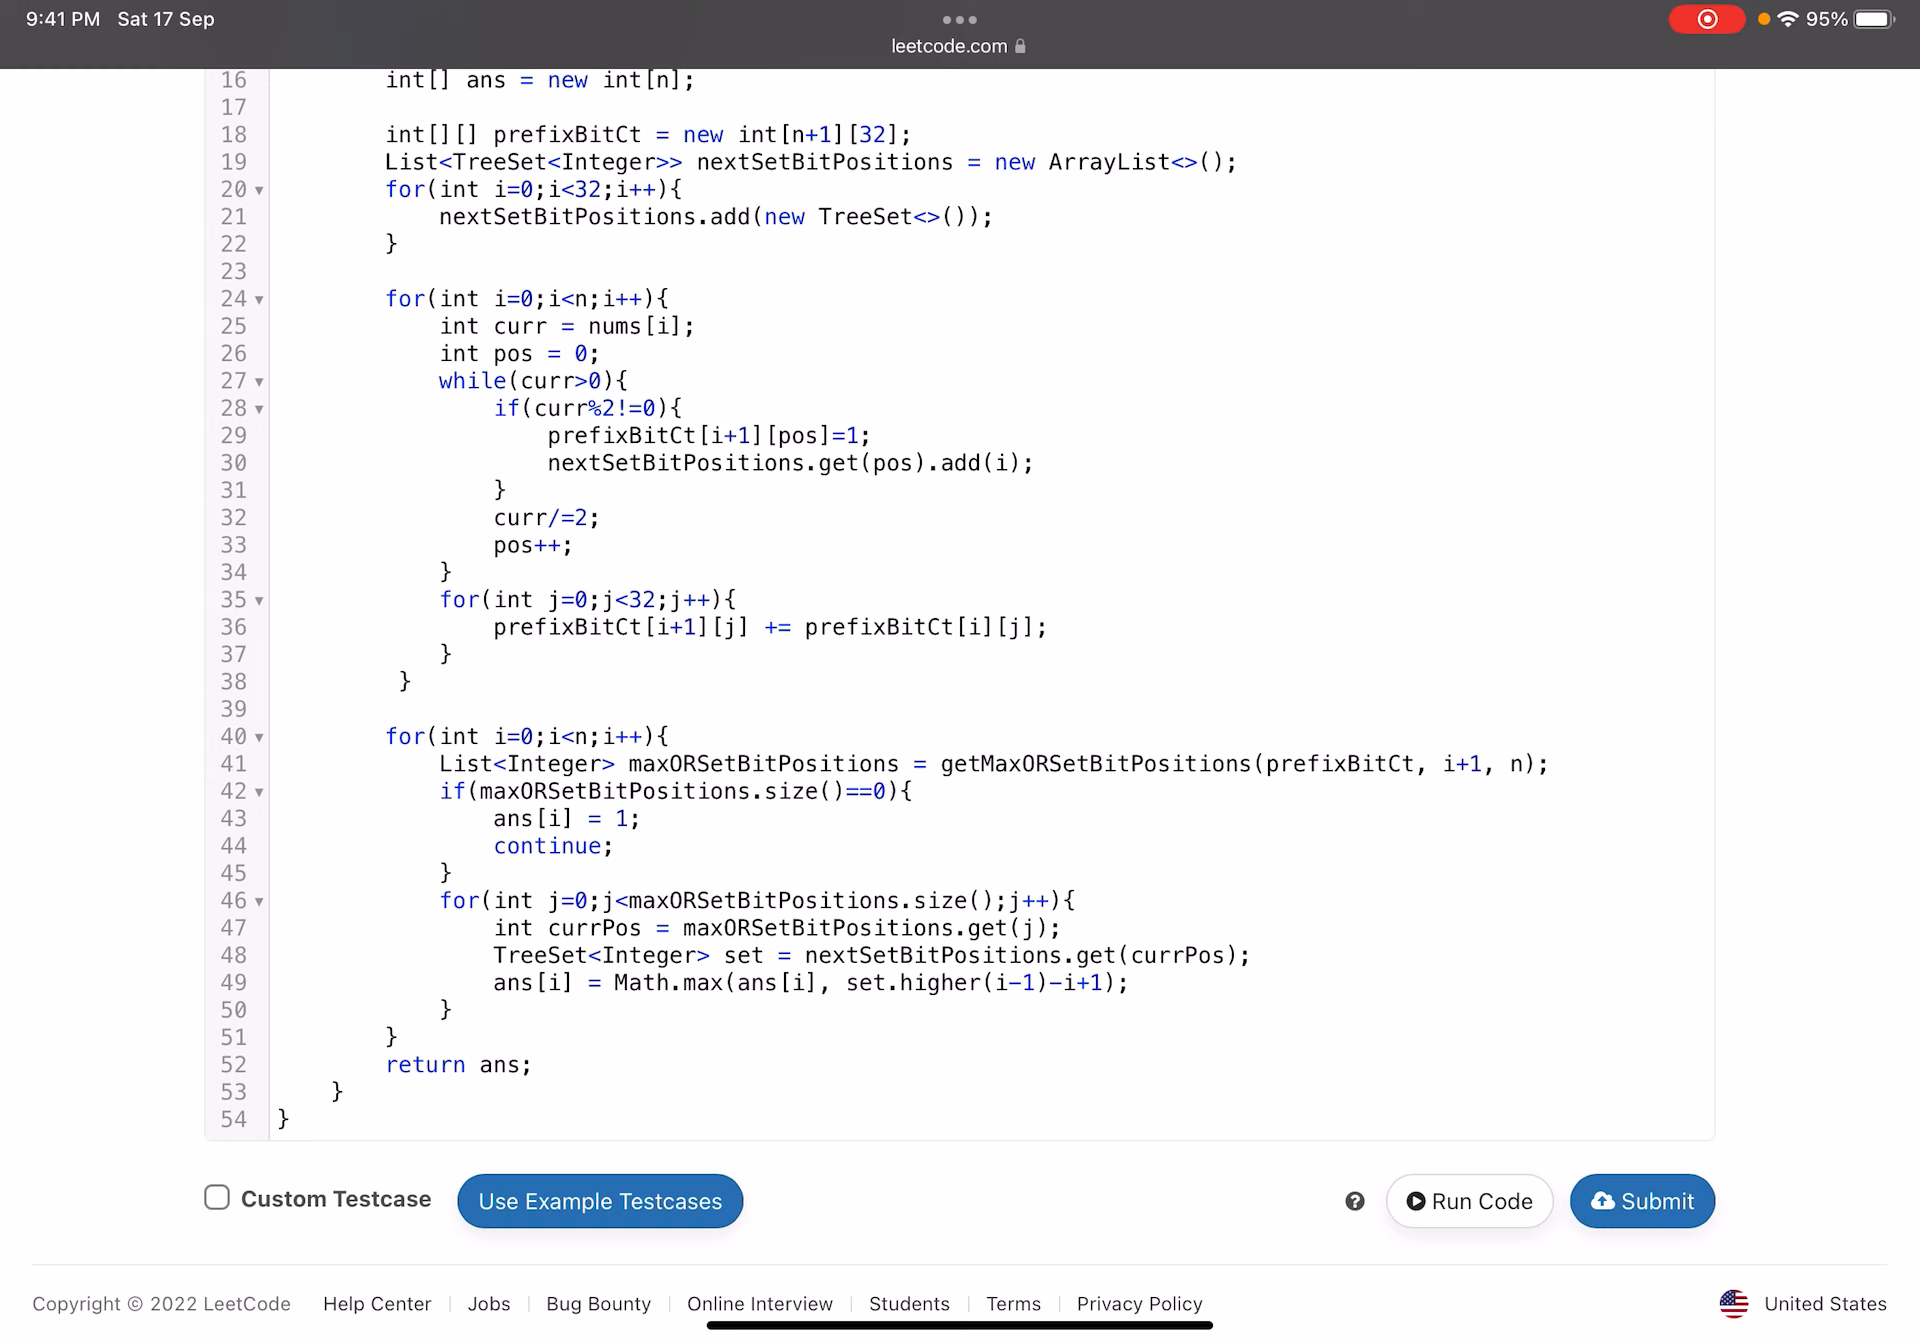 9:41 PM Sat 17 Sep
leetcode.com
95%
16 int[] ans = new int[n];
17
18 int[][] prefixBitCt = new int[n+1][32];
19 List<TreeSet<Integer>> nextSetBitPositions = new ArrayList<>();
20 for(int i=0;i<32;i++){
21 nextSetBitPositions.add(new TreeSet<>());
22 }
23
24 for(int i=0;i<n;i++){
25 int curr = nums[i];
26 int pos = 0;
27 while(curr>0){
28 if(curr%2!=0){
29 prefixBitCt[i+1][pos]=1;
30 nextSetBitPositions.get(pos).add(i);
31 }
32 curr/=2;
33 pos++;
34 }
35 for(int j=0;j<32;j++){
36 prefixBitCt[i+1][j] += prefixBitCt[i][j];
37 }
38 }
39
40 for(int i=0;i<n;i++){
41 List<Integer> maxORSetBitPositions = getMaxORSetBitPositions(prefixBitCt, i+1, n);
42 if(maxORSetBitPositions.size()==0){
43 ans[i] = 1;
44 continue;
45 }
46 for(int j=0;j<maxORSetBitPositions.size();j++){
47 int currPos = maxORSetBitPositions.get(j);
48 TreeSet<Integer> set = nextSetBitPositions.get(currPos);
49 ans[i] = Math.max(ans[i], set.higher(i-1)-i+1);
50 }
51 }
52 return ans;
53 }
54 }
Custom Testcase Use Example Testcases ? Run Code Submit
Copyright © 2022 LeetCode Help Center | Jobs | Bug Bounty | Online Interview | Students | Terms | Privacy Policy United States